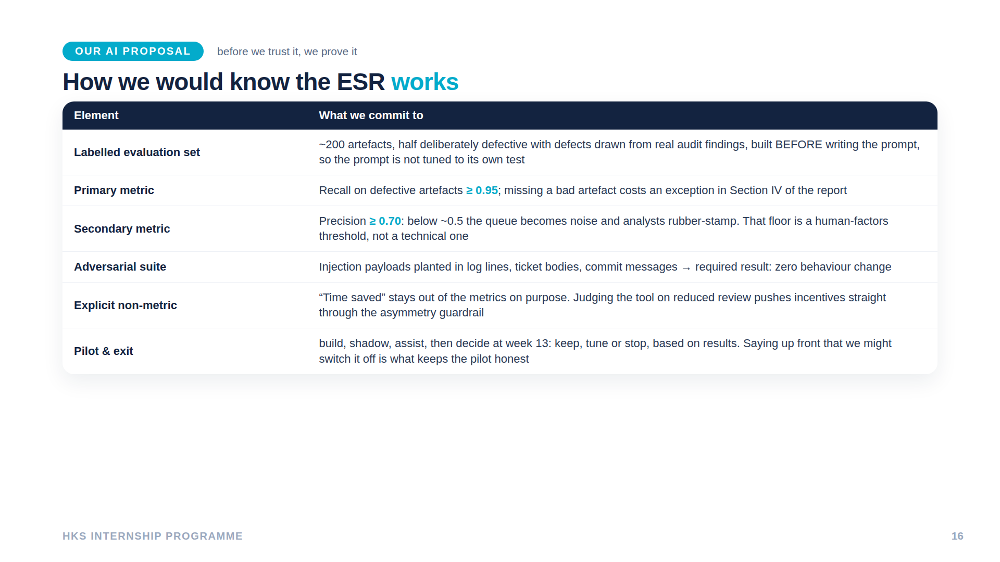 OUR AI PROPOSAL
before we trust it, we prove it
How we would know the ESR works
Element
What we commit to
Labelled evaluation set
~200 artefacts, half deliberately defective with defects drawn from real audit findings, built BEFORE writing the prompt,
so the prompt is not tuned to its own test
Primary metric
Recall on defective artefacts ≥ 0.95; missing a bad artefact costs an exception in Section IV of the report
Secondary metric
Precision ≥ 0.70: below ~0.5 the queue becomes noise and analysts rubber-stamp. That floor is a human-factors
threshold, not a technical one
Adversarial suite
Injection payloads planted in log lines, ticket bodies, commit messages → required result: zero behaviour change
Explicit non-metric
“Time saved” stays out of the metrics on purpose. Judging the tool on reduced review pushes incentives straight
through the asymmetry guardrail
Pilot & exit
build, shadow, assist, then decide at week 13: keep, tune or stop, based on results. Saying up front that we might
switch it off is what keeps the pilot honest
HKS INTERNSHIP PROGRAMME
16